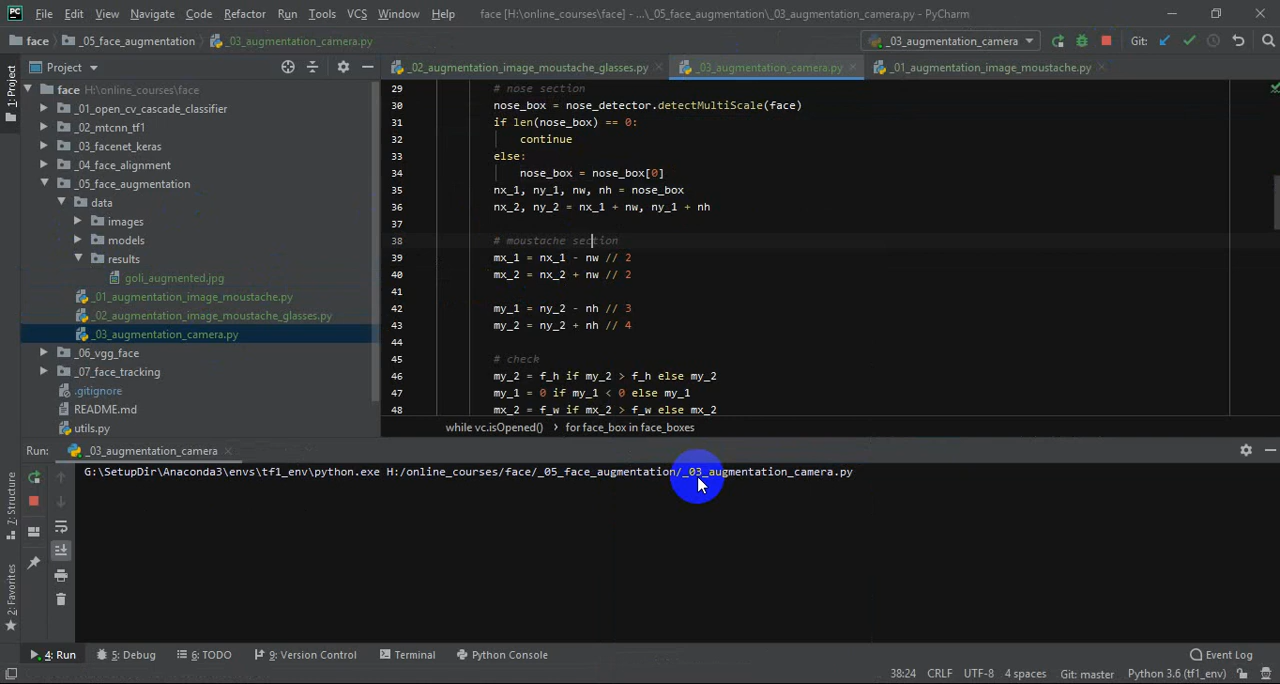 PC File Edit View Navigate Code Refactor Run Tools VCS Window Help face [H:\online_courses\face] - ...\_05_face_augmentation\_03_augmentation_camera.py - PyCharm
face _05_face_augmentation _03_augmentation_camera.py _03_augmentation_camera Git:
1: Project Project _02_augmentation_image_moustache_glasses.py _03_augmentation_camera.py _01_augmentation_image_moustache.py
face H:\online_courses\face
_01_open_cv_cascade_classifier
_02_mtcnn_tf1
_03_facenet_keras
_04_face_alignment
_05_face_augmentation
data
images
models
results
goli_augmented.jpg
_01_augmentation_image_moustache.py
_02_augmentation_image_moustache_glasses.py
_03_augmentation_camera.py
_06_vgg_face
_07_face_tracking
.gitignore
README.md
utils.py
29 # nose section
30 nose_box = nose_detector.detectMultiScale(face)
31 if len(nose_box) == 0:
32 continue
33 else:
34 nose_box = nose_box[0]
35 nx_1, ny_1, nw, nh = nose_box
36 nx_2, ny_2 = nx_1 + nw, ny_1 + nh
37
38 # moustache section
39 mx_1 = nx_1 - nw // 2
40 mx_2 = nx_2 + nw // 2
41
42 my_1 = ny_2 - nh // 3
43 my_2 = ny_2 + nh // 4
44
45 # check
46 my_2 = f_h if my_2 > f_h else my_2
47 my_1 = 0 if my_1 < 0 else my_1
48 mx_2 = f_w if mx_2 > f_w else mx_2
while vc.isOpened() › for face_box in face_boxes
Run: _03_augmentation_camera
G:\SetupDir\Anaconda3\envs\tf1_env\python.exe H:/online_courses/face/_05_face_augmentation/_03_augmentation_camera.py
7: Structure
2: Favorites
4: Run 5: Debug 6: TODO 9: Version Control Terminal Python Console Event Log
38:24 CRLF UTF-8 4 spaces Git: master Python 3.6 (tf1_env)